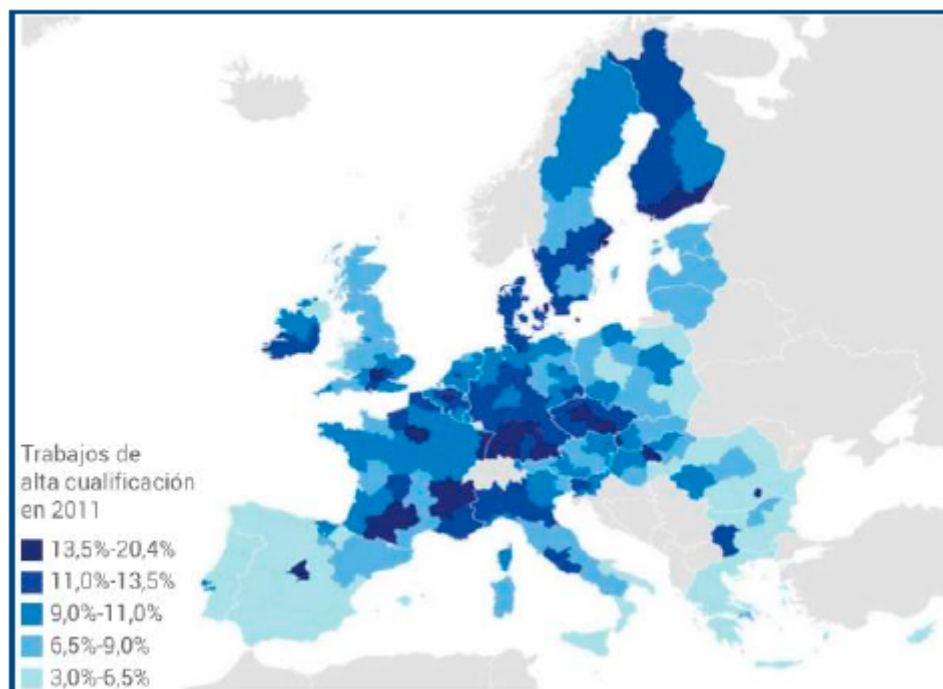 Trabajos de
alta cualificación
en 2011
13,5%-20,4%
11,0%-13,5%
9,0%-11,0%
6,5%-9,0%
3,0%-6,5%